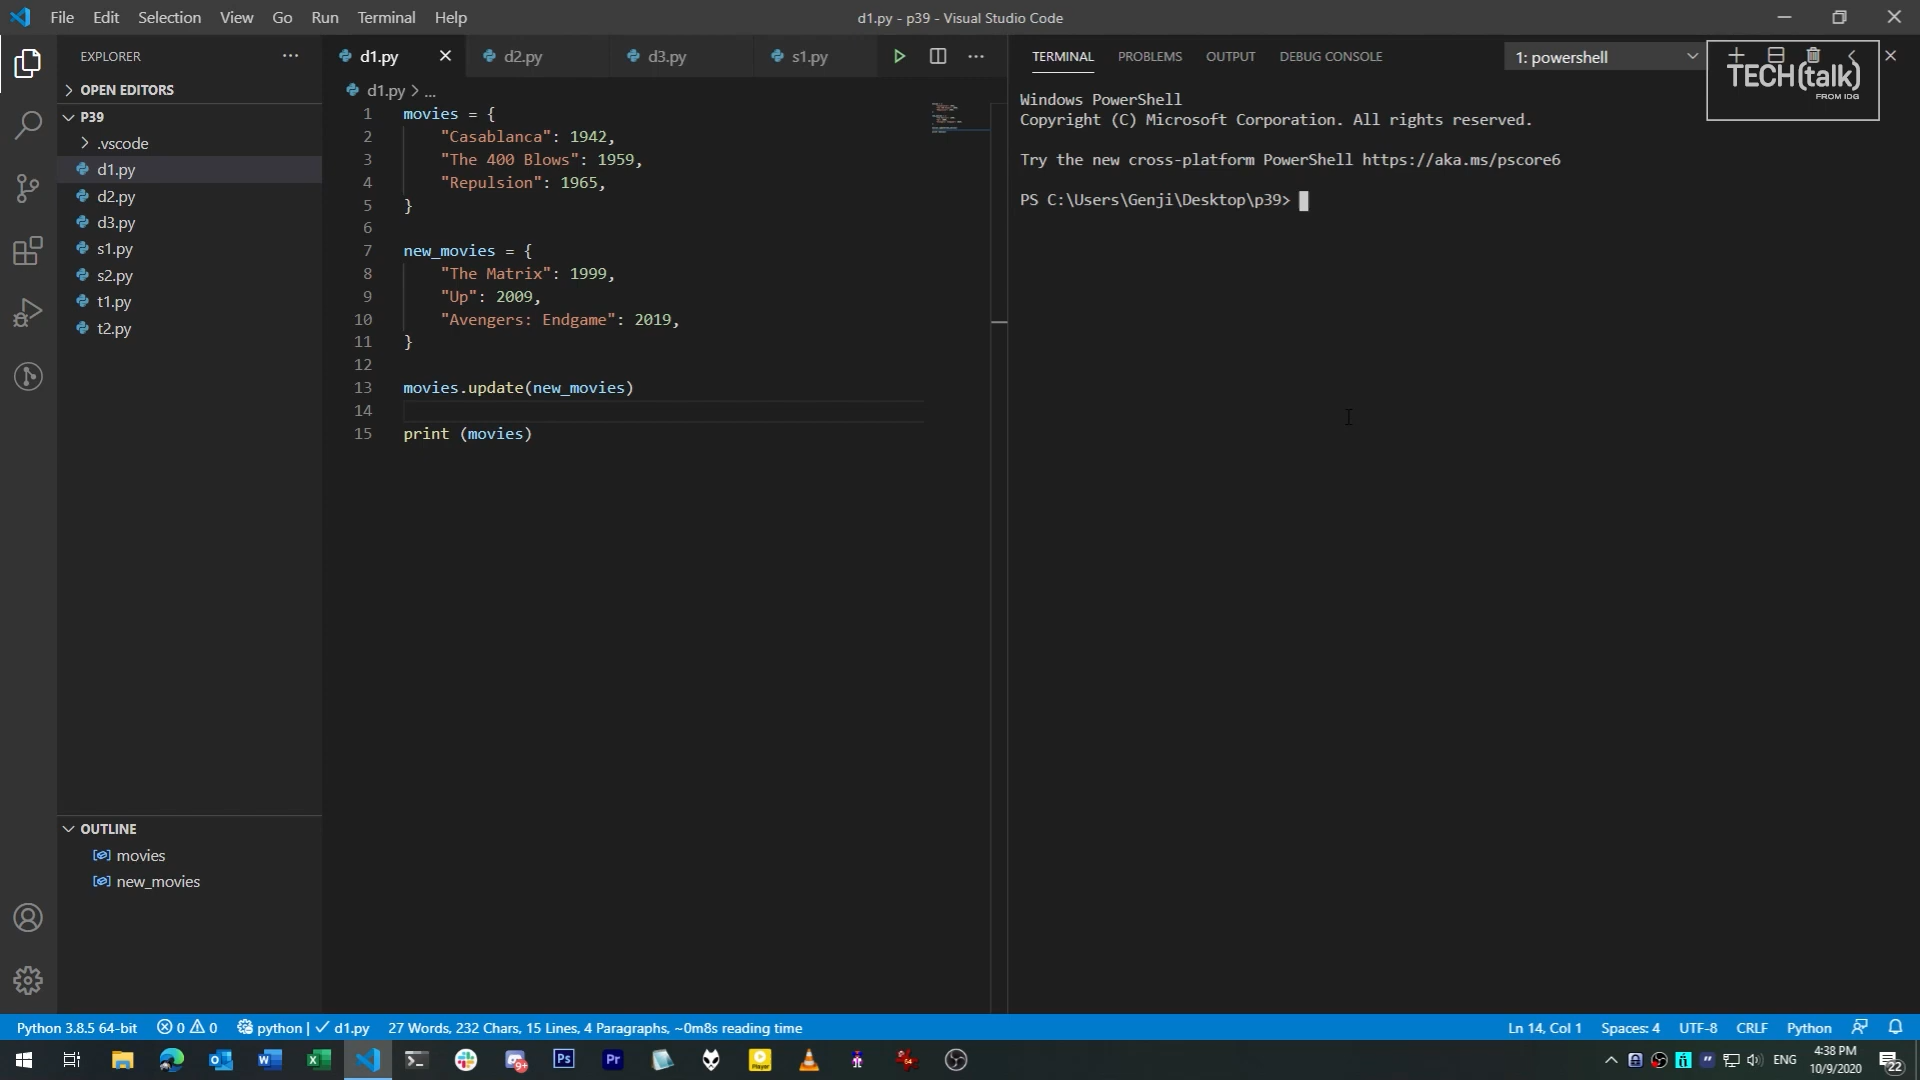 File Edit Selection View Go Run Terminal Help
d1.py - p39 - Visual Studio Code
EXPLORER
OPEN EDITORS
P39
.vscode
d1.py
d2.py
d3.py
s1.py
s2.py
t1.py
t2.py
OUTLINE
movies
new_movies
d1.py d2.py d3.py s1.py
d1.py > ...
1 movies = {
2 "Casablanca": 1942,
3 "The 400 Blows": 1959,
4 "Repulsion": 1965,
5 }
6
7 new_movies = {
8 "The Matrix": 1999,
9 "Up": 2009,
10 "Avengers: Endgame": 2019,
11 }
12
13 movies.update(new_movies)
14
15 print (movies)
TERMINAL PROBLEMS OUTPUT DEBUG CONSOLE
1: powershell
TECH(talk)
FROM IDG
Windows PowerShell
Copyright (C) Microsoft Corporation. All rights reserved.
Try the new cross-platform PowerShell https://aka.ms/pscore6
PS C:\Users\Genji\Desktop\p39>
Python 3.8.5 64-bit 0 0 python | ✓ d1.py 27 Words, 232 Chars, 15 Lines, 4 Paragraphs, ~0m8s reading time
Ln 14, Col 1 Spaces: 4 UTF-8 CRLF Python
Ps Pr 9+ Player 64
ENG
4:38 PM
10/9/2020
22